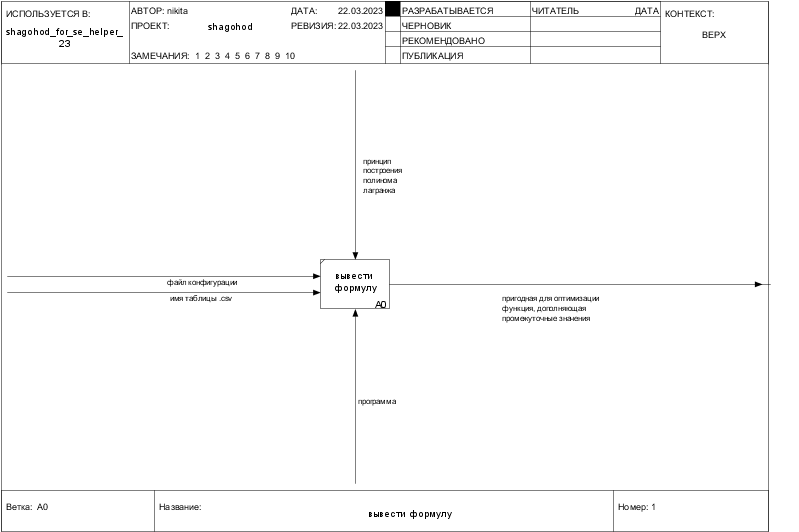 ИСПОЛЬЗУЕТСЯ В:
shagohod_for_se_helper_
23
АВТОР: nikita
ДАТА: 22.03.2023
ПРОЕКТ: shagohod
РЕВИЗИЯ: 22.03.2023
ЗАМЕЧАНИЯ: 1 2 3 4 5 6 7 8 9 10
РАЗРАБАТЫВАЕТСЯ
ЧЕРНОВИК
РЕКОМЕНДОВАНО
ПУБЛИКАЦИЯ
ЧИТАТЕЛЬ ДАТА
КОНТЕКСТ:
ВЕРХ
принцип
построения
полинома
лагранжа
файл конфигурации
имя таблицы .csv
вывести
формулу
A0
пригодная для оптимизации
функция, дополняющая
промежуточные значения
программа
Ветка: A0
Название:
вывести формулу
Номер: 1